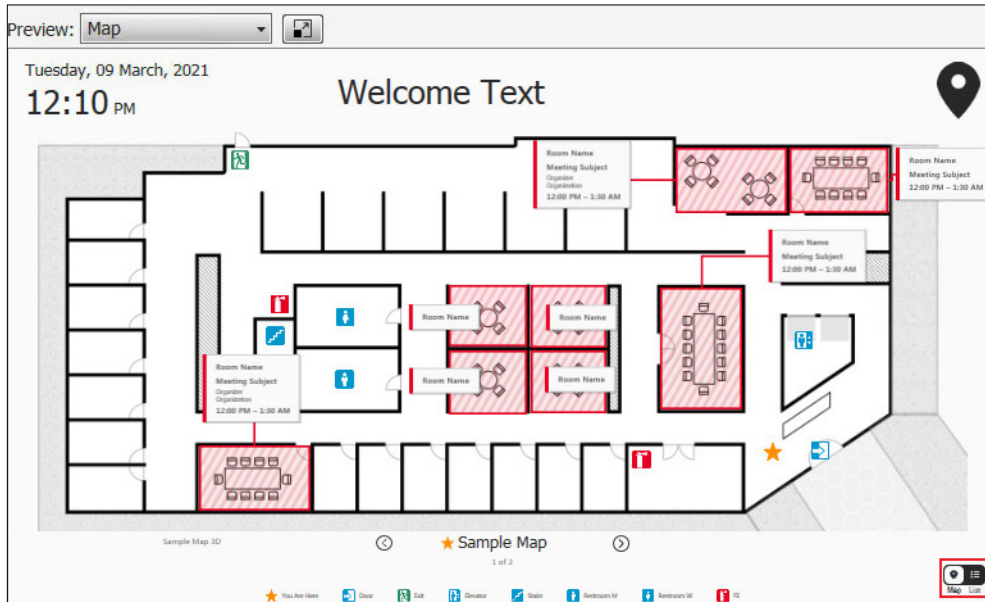 Preview: Map
Tuesday, 09 March, 2021
12:10 PM
Welcome Text
Room Name
Meeting Subject
Organizer
Organization
12:00 PM – 1:30 AM
Room Name
Meeting Subject
12:00 PM – 1:30 AM
Room Name
Meeting Subject
12:00 PM – 1:30 AM
Room Name
Room Name
Room Name
Room Name
Room Name
Meeting Subject
Organizer
Organization
12:00 PM – 1:30 AM
Sample Map 3D
Sample Map
1 of 2
You Are Here
Door
Exit
Elevator
Stairs
Restroom M
Restroom W
FE
Map List